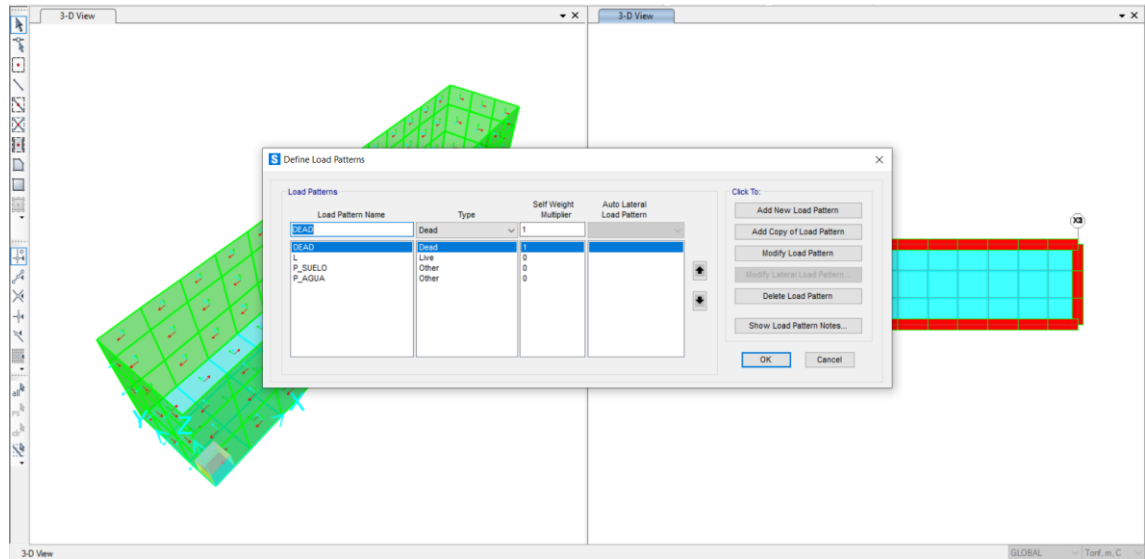 3-D View
3-D View
Define Load Patterns
Load Patterns
Click To:
Load Pattern Name
Type
Self Weight
Multiplier
Auto Lateral
Load Pattern
DEAD
Dead
1
DEAD Dead 1
L Live 0
P_SUELO Other 0
P_AGUA Other 0
Add New Load Pattern
Add Copy of Load Pattern
Modify Load Pattern
Modify Lateral Load Pattern...
Delete Load Pattern
Show Load Pattern Notes...
OK
Cancel
X3
Y
Z
X
3-D View
GLOBAL
Tonf, m, C